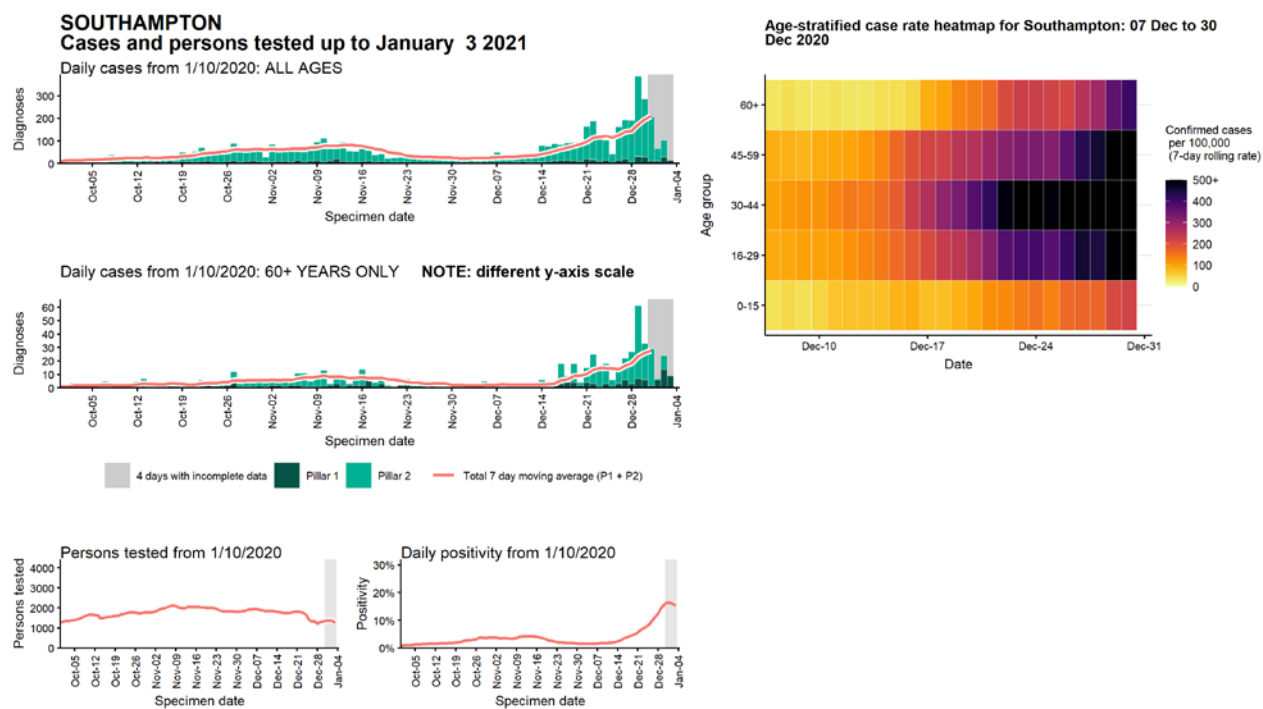 SOUTHAMPTON
Cases and persons tested up to January 3 2021
Daily cases from 1/10/2020: ALL AGES
Diagnoses
300
200
100
0
Oct-05
Oct-12
Oct-19
Oct-26
Nov-02
Nov-09
Nov-16
Nov-23
Nov-30
Dec-07
Dec-14
Dec-21
Dec-28
Jan-04
Specimen date
Daily cases from 1/10/2020: 60+ YEARS ONLY NOTE: different y-axis scale
Diagnoses
60
50
40
30
20
10
0
Oct-05
Oct-12
Oct-19
Oct-26
Nov-02
Nov-09
Nov-16
Nov-23
Nov-30
Dec-07
Dec-14
Dec-21
Dec-28
Jan-04
Specimen date
4 days with incomplete data Pillar 1 Pillar 2 Total 7 day moving average (P1 + P2)
Persons tested from 1/10/2020
Persons tested
4000
3000
2000
1000
0
Oct-05
Oct-12
Oct-19
Oct-26
Nov-02
Nov-09
Nov-16
Nov-23
Nov-30
Dec-07
Dec-14
Dec-21
Dec-28
Jan-04
Specimen date
Daily positivity from 1/10/2020
Positivity
30%
20%
10%
0%
Oct-05
Oct-12
Oct-19
Oct-26
Nov-02
Nov-09
Nov-16
Nov-23
Nov-30
Dec-07
Dec-14
Dec-21
Dec-28
Jan-04
Specimen date
Age-stratified case rate heatmap for Southampton: 07 Dec to 30
Dec 2020
Age group
60+
45-59
30-44
16-29
0-15
Dec-10
Dec-17
Dec-24
Dec-31
Date
Confirmed cases
per 100,000
(7-day rolling rate)
500+
400
300
200
100
0